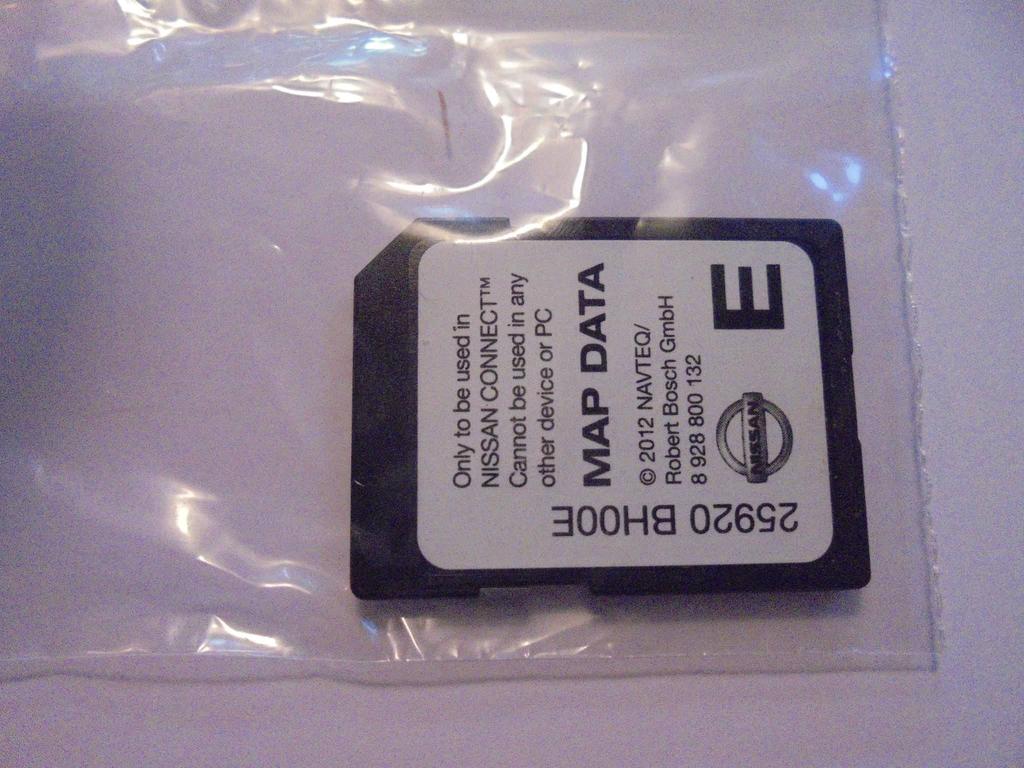 Only to be used in
NISSAN CONNECT™
Cannot be used in any
other device or PC
MAP DATA
© 2012 NAVTEQ/
Robert Bosch GmbH
8 928 800 132
E
NISSAN
25920 BH00E